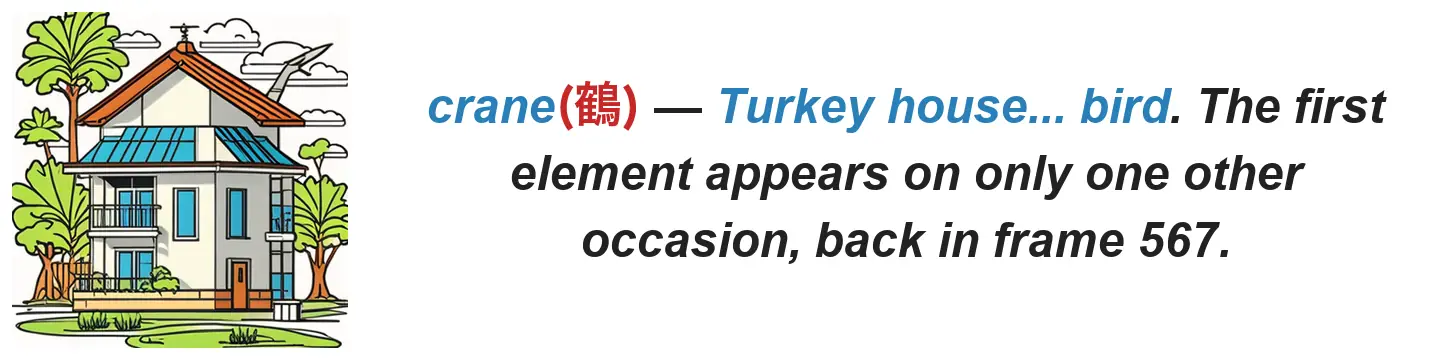 crane(鶴) — Turkey house... bird. The first
element appears on only one other
occasion, back in frame 567.